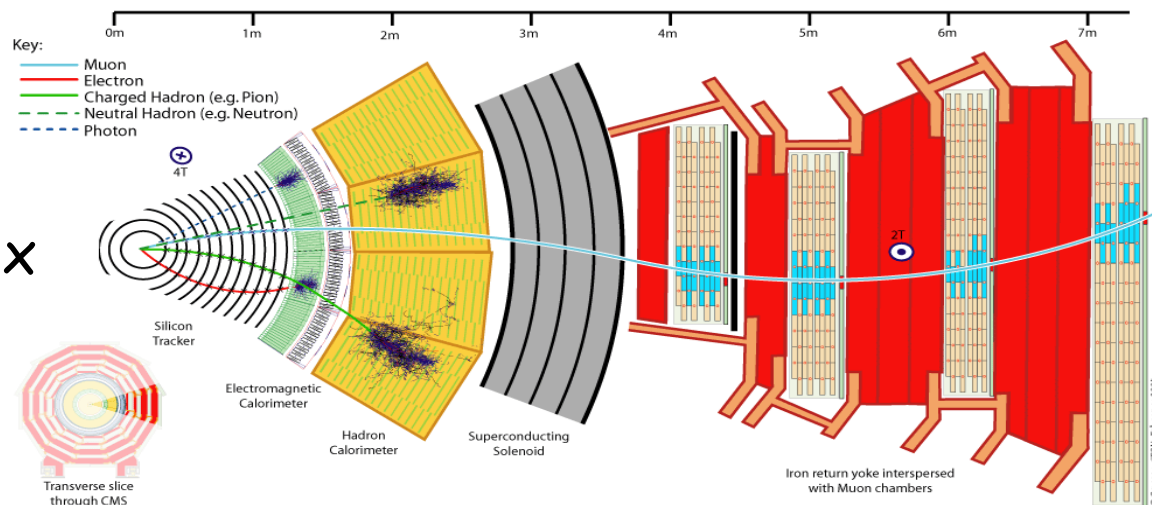 0m 1m 2m 3m 4m 5m 6m 7m
Key:
Muon
Electron
Charged Hadron (e.g. Pion)
Neutral Hadron (e.g. Neutron)
Photon
4T
X
2T
Silicon
Tracker
Electromagnetic
Calorimeter
Hadron
Calorimeter
Superconducting
Solenoid
Iron return yoke interspersed
with Muon chambers
Transverse slice
through CMS